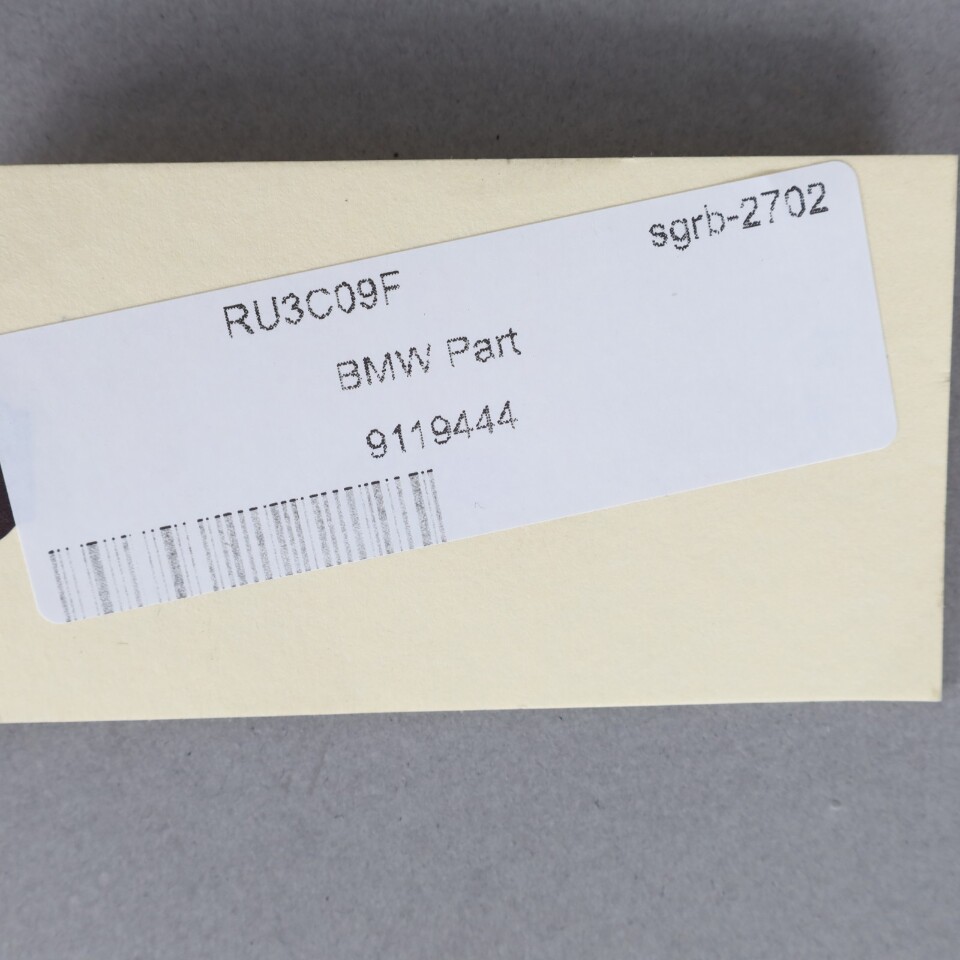 sgrb-2702
RU3C09F
BMW Part
9119444